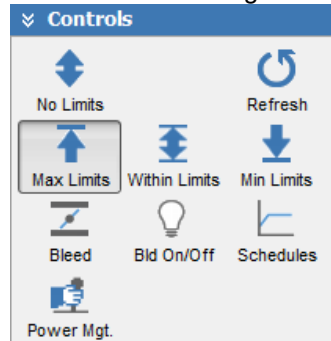 Controls
No Limits Refresh
Max Limits Within Limits Min Limits
Bleed Bld On/Off Schedules
Power Mgt.